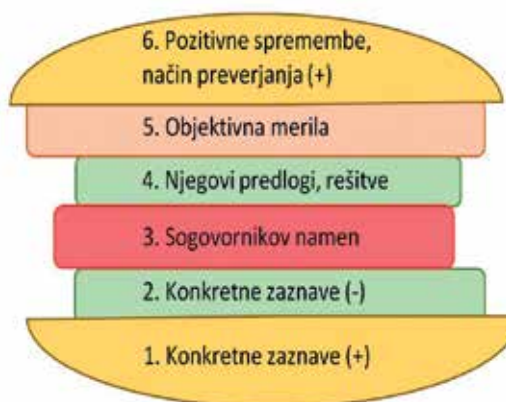 6. Pozitivne spremembe,
način preverjanja (+)
5. Objektivna merila
4. Njegovi predlogi, rešitve
3. Sogovornikov namen
2. Konkretne zaznave (-)
1. Konkretne zaznave (+)